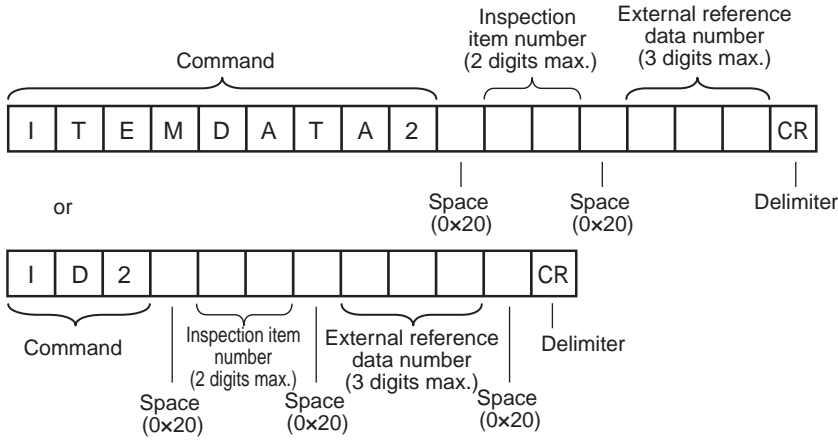 Command
Inspection
item number
(2 digits max.)
External reference
data number
(3 digits max.)
I T E M D A T A 2 CR
Space
(0×20)
Space
(0×20)
Delimiter
or
I D 2 CR
Command
Inspection item
number
(2 digits max.)
External reference
data number
(3 digits max.)
Delimiter
Space
(0×20)
Space
(0×20)
Space
(0×20)